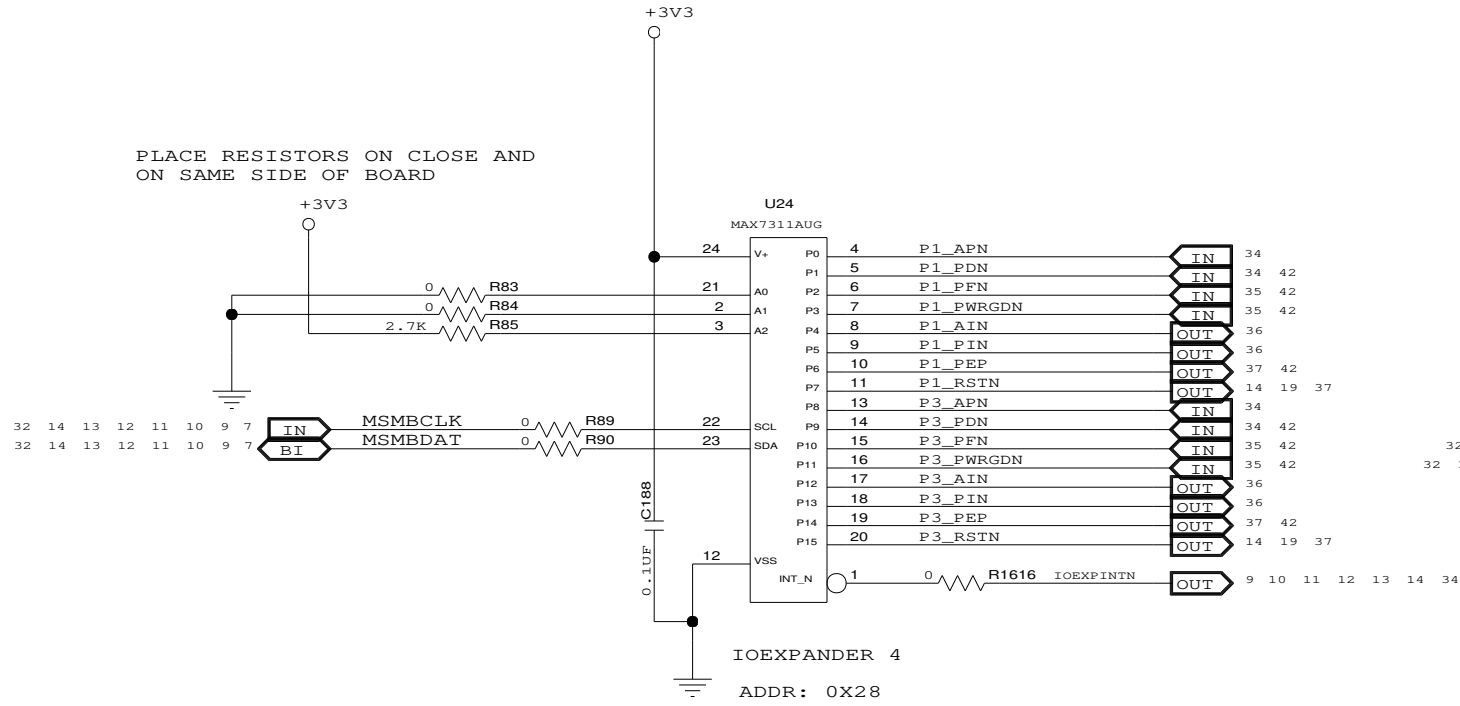 +3V3
PLACE RESISTORS ON CLOSE AND
ON SAME SIDE OF BOARD
+3V3
U24
MAX7311AUG
24 V+ P0 4 P1_APN IN 34
P1 5 P1_PDN IN 34 42
0 R83 21 A0 P2 6 P1_PFN IN 35 42
0 R84 2 A1 P3 7 P1_PWRGDN IN 35 42
2.7K R85 3 A2 P4 8 P1_AIN OUT 36
P5 9 P1_PIN OUT 36
P6 10 P1_PEP OUT 37 42
P7 11 P1_RSTN OUT 14 19 37
P8 13 P3_APN IN 34
32 14 13 12 11 10 9 7 IN MSMBCLK 0 R89 22 SCL P9 14 P3_PDN IN 34 42
32 14 13 12 11 10 9 7 BI MSMBDAT 0 R90 23 SDA P10 15 P3_PFN IN 35 42 32
P11 16 P3_PWRGDN IN 35 42 32
P12 17 P3_AIN OUT 36
P13 18 P3_PIN OUT 36
C188 P14 19 P3_PEP OUT 37 42
P15 20 P3_RSTN OUT 14 19 37
0.1UF 12 VSS
INT_N 1 0 R1616 IOEXPINTN OUT 9 10 11 12 13 14 34
IOEXPANDER 4
ADDR: 0X28